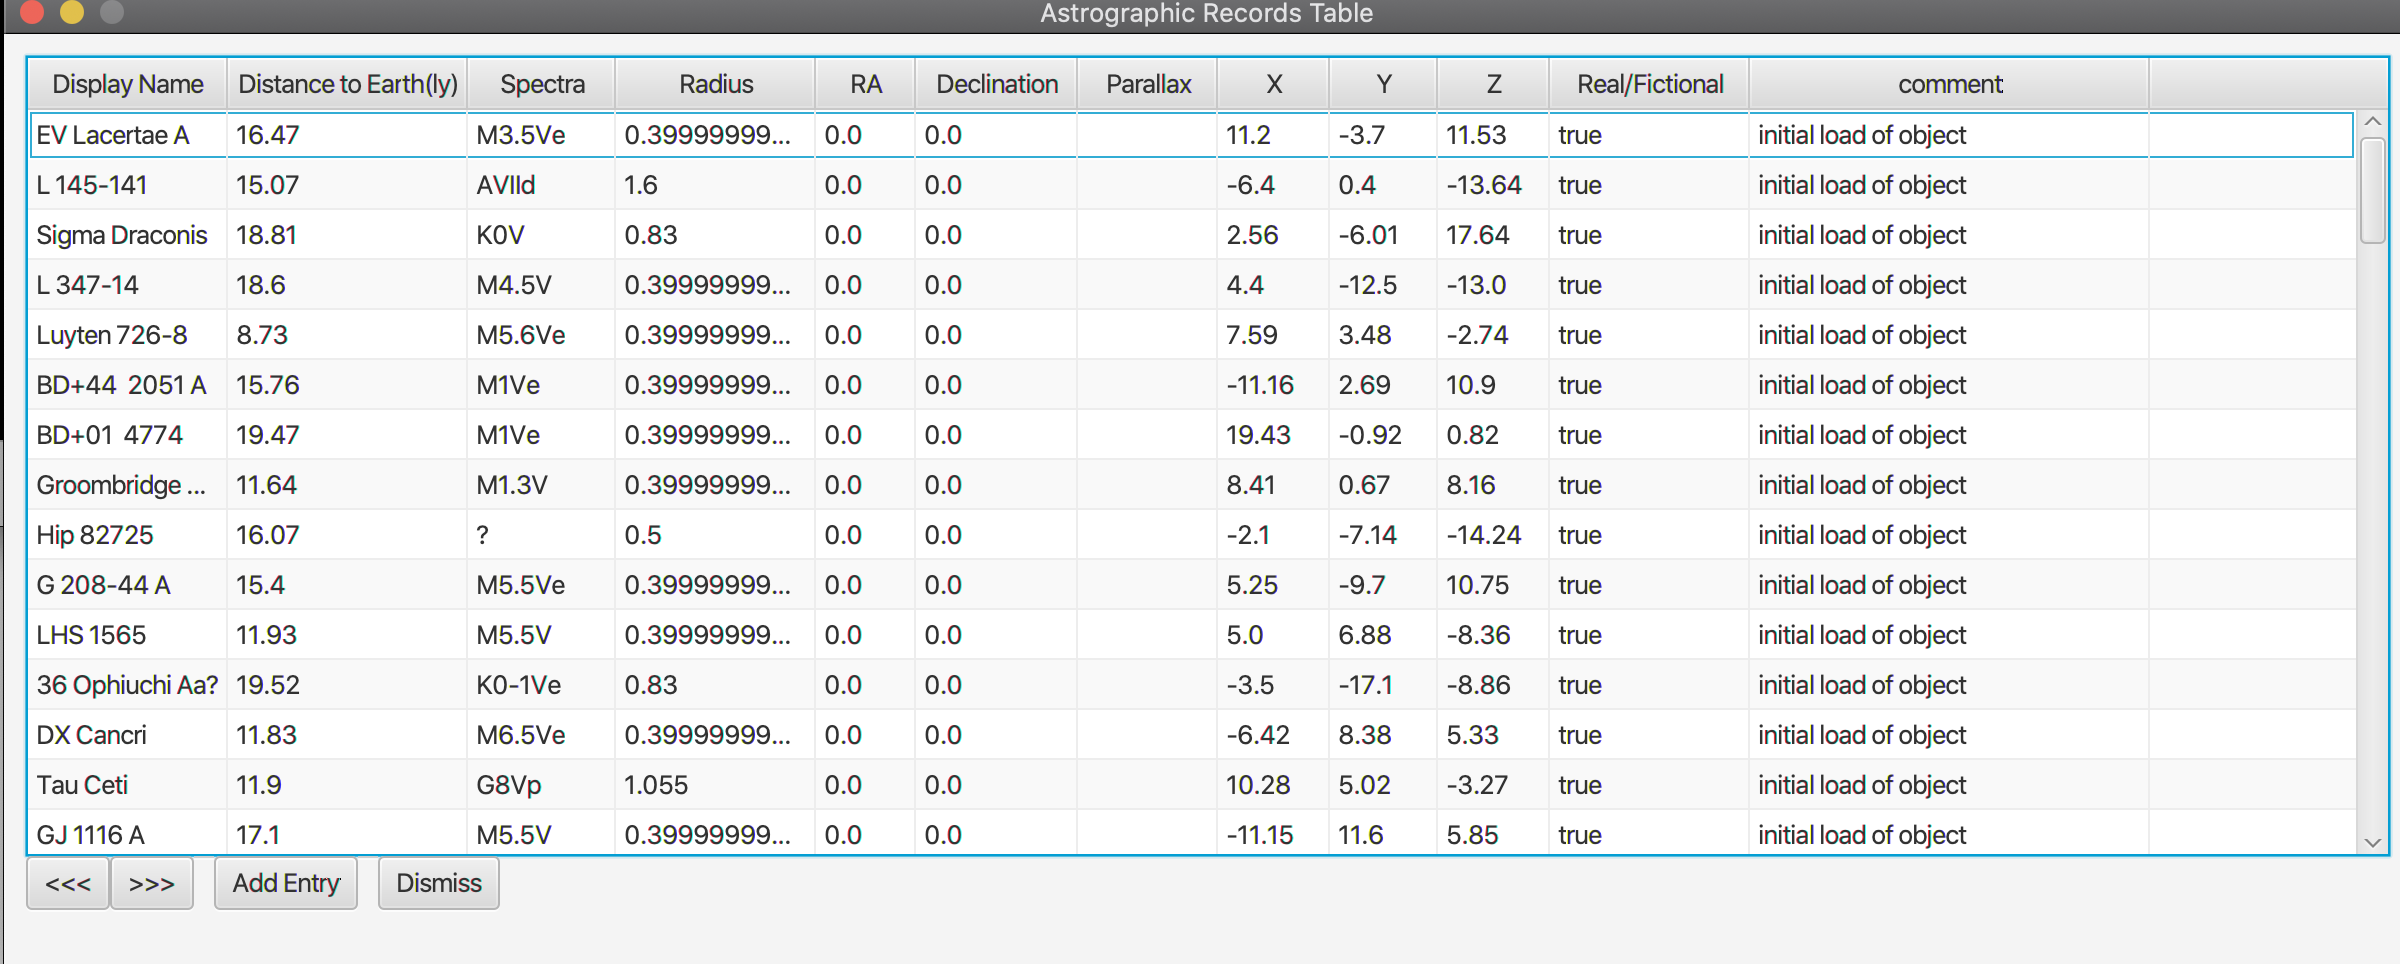 Astrographic Records Table
Display Name Distance to Earth(ly) Spectra Radius RA Declination Parallax X Y Z Real/Fictional comment
EV Lacertae A 16.47 M3.5Ve 0.39999999... 0.0 0.0 11.2 -3.7 11.53 true initial load of object
L 145-141 15.07 AVIId 1.6 0.0 0.0 -6.4 0.4 -13.64 true initial load of object
Sigma Draconis 18.81 K0V 0.83 0.0 0.0 2.56 -6.01 17.64 true initial load of object
L 347-14 18.6 M4.5V 0.39999999... 0.0 0.0 4.4 -12.5 -13.0 true initial load of object
Luyten 726-8 8.73 M5.6Ve 0.39999999... 0.0 0.0 7.59 3.48 -2.74 true initial load of object
BD+44  2051 A 15.76 M1Ve 0.39999999... 0.0 0.0 -11.16 2.69 10.9 true initial load of object
BD+01  4774 19.47 M1Ve 0.39999999... 0.0 0.0 19.43 -0.92 0.82 true initial load of object
Groombridge ... 11.64 M1.3V 0.39999999... 0.0 0.0 8.41 0.67 8.16 true initial load of object
Hip 82725 16.07 ? 0.5 0.0 0.0 -2.1 -7.14 -14.24 true initial load of object
G 208-44 A 15.4 M5.5Ve 0.39999999... 0.0 0.0 5.25 -9.7 10.75 true initial load of object
LHS 1565 11.93 M5.5V 0.39999999... 0.0 0.0 5.0 6.88 -8.36 true initial load of object
36 Ophiuchi Aa? 19.52 K0-1Ve 0.83 0.0 0.0 -3.5 -17.1 -8.86 true initial load of object
DX Cancri 11.83 M6.5Ve 0.39999999... 0.0 0.0 -6.42 8.38 5.33 true initial load of object
Tau Ceti 11.9 G8Vp 1.055 0.0 0.0 10.28 5.02 -3.27 true initial load of object
GJ 1116 A 17.1 M5.5V 0.39999999... 0.0 0.0 -11.15 11.6 5.85 true initial load of object
<<< >>> Add Entry Dismiss